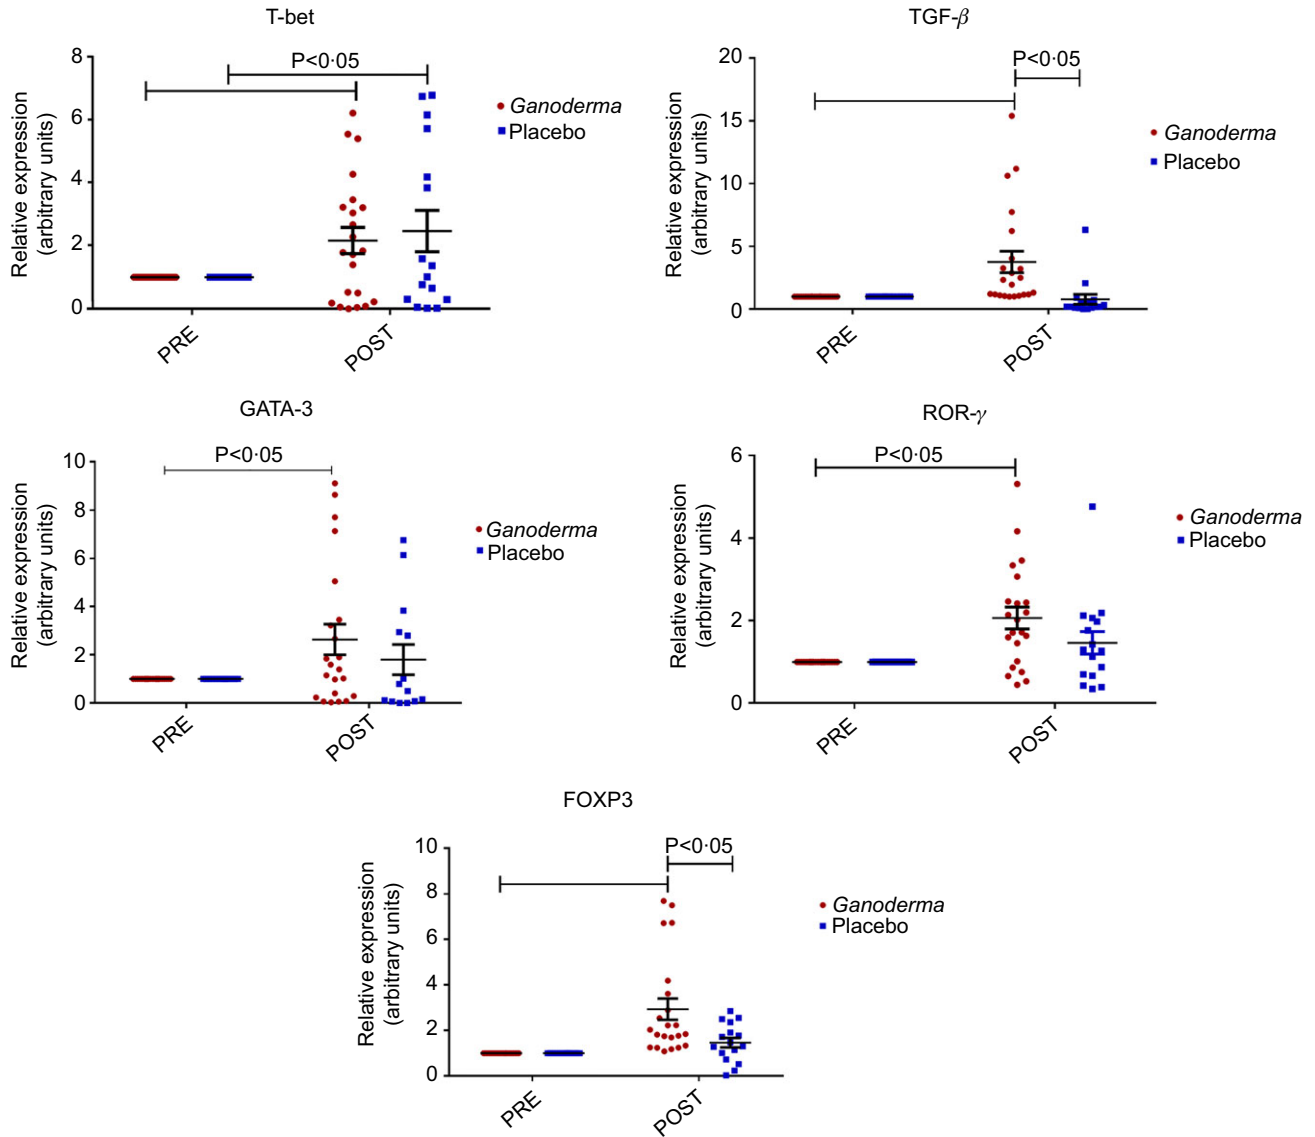 T-bet
8
6
4
2
0
Relative expression
(arbitrary units)
P<0·05
PRE
POST
Ganoderma
Placebo
TGF-β
20
15
10
5
0
Relative expression
(arbitrary units)
P<0·05
PRE
POST
Ganoderma
Placebo
GATA-3
10
8
6
4
2
0
Relative expression
(arbitrary units)
P<0·05
PRE
POST
Ganoderma
Placebo
ROR-γ
6
4
2
0
Relative expression
(arbitrary units)
P<0·05
PRE
POST
Ganoderma
Placebo
FOXP3
10
8
6
4
2
0
Relative expression
(arbitrary units)
P<0·05
PRE
POST
Ganoderma
Placebo